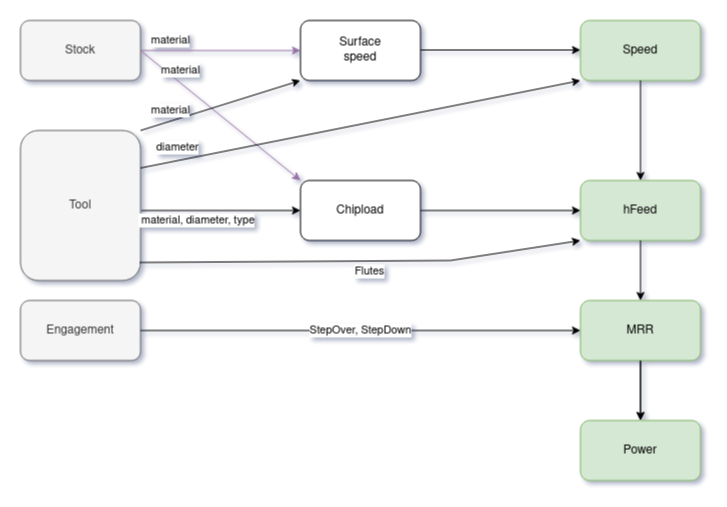 Stock
material
Surface
speed
Speed
material
material
diameter
Tool
material, diameter, type
Chipload
hFeed
Flutes
Engagement
StepOver, StepDown
MRR
Power